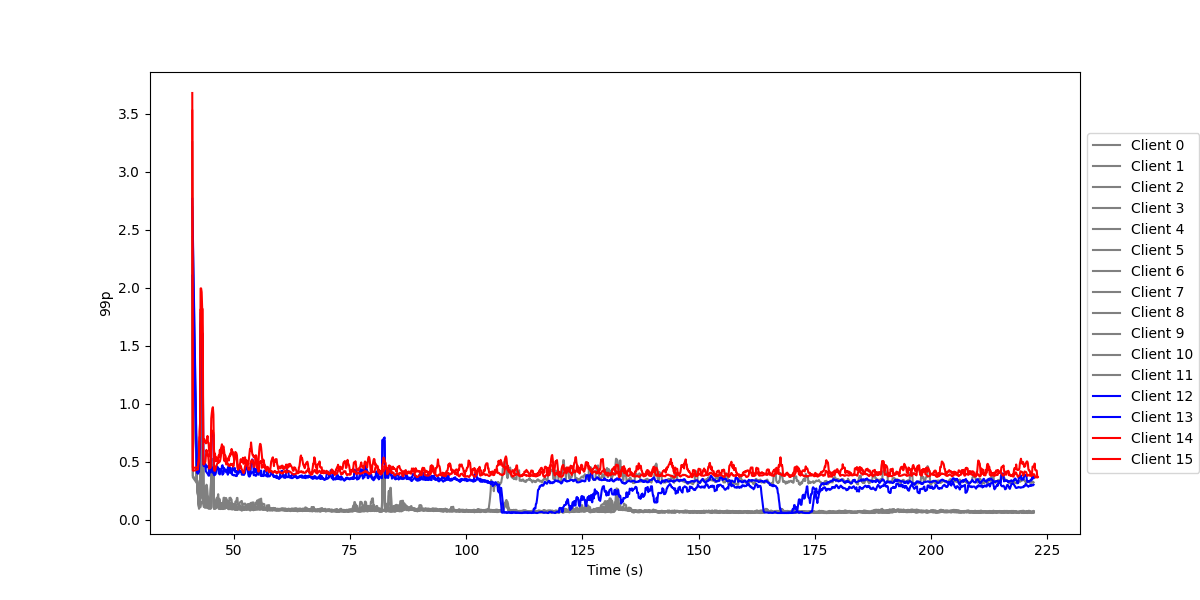 3.5
3.0
2.5
2.0
1.5
1.0
0.5
0.0
99p
50
75
100
125
150
175
200
225
Time (s)
Client 0
Client 1
Client 2
Client 3
Client 4
Client 5
Client 6
Client 7
Client 8
Client 9
Client 10
Client 11
Client 12
Client 13
Client 14
Client 15